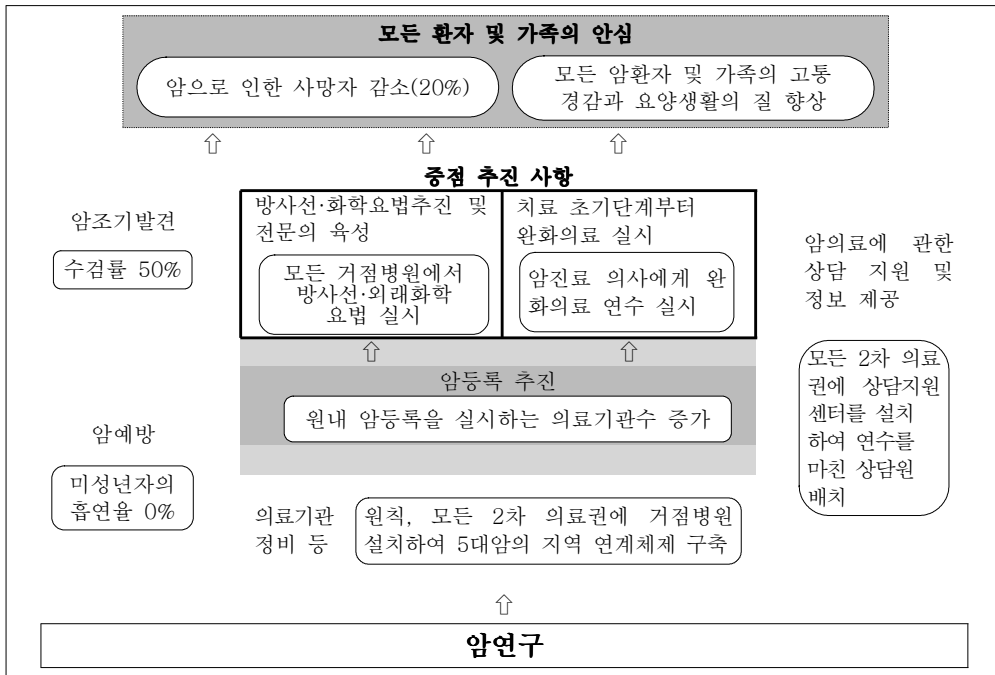 모든 환자 및 가족의 안심
암으로 인한 사망자 감소(20%)
모든 암환자 및 가족의 고통
경감과 요양생활의 질 향상
⇧ ⇧ ⇧
중점 추진 사항
암조기발견
수검률 50%
방사선·화학요법추진 및
전문의 육성
모든 거점병원에서
방사선·외래화학
요법 실시
치료 초기단계부터
완화의료 실시
암진료 의사에게 완
화의료 연수 실시
암의료에 관한
상담 지원 및
정보 제공
⇧ ⇧
암등록 추진
원내 암등록을 실시하는 의료기관수 증가
모든 2차 의료
권에 상담지원
센터를 설치
하여 연수를
마친 상담원
배치
암예방
미성년자의
흡연율 0%
의료기관
정비 등
원칙, 모든 2차 의료권에 거점병원
설치하여 5대암의 지역 연계체제 구축
⇧
암연구